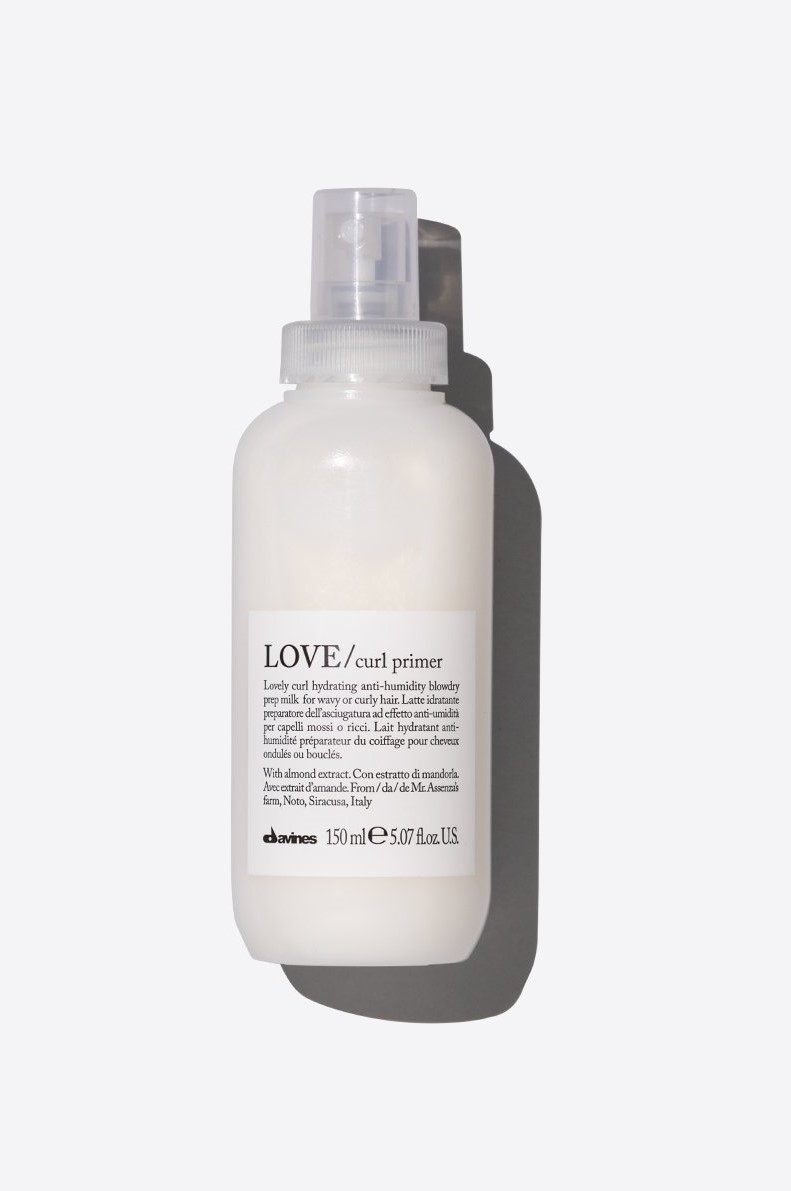 LOVE/curl primer
Lovely curl hydrating anti-humidity blowdry
prep milk for wavy or curly hair. Latte idratante
preparatore dell'asciugatura ad effetto anti-umidità
per capelli mossi o ricci. Lait hydratant anti-
humidité préparateur du coiffage pour cheveux
ondulés ou bouclés.
With almond extract. Con estratto di mandorla.
Avec extrait d'amande. From/da/de Mr. Assenza's
farm, Noto, Siracusa, Italy
davines 150 ml ℮ 5.07 fl.oz. U.S.